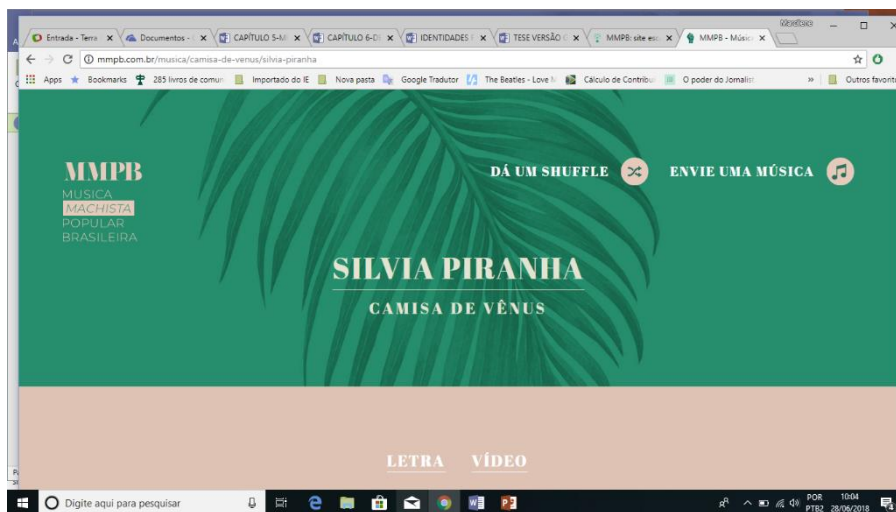 Marilene
Entrada - Terra
Documentos -
CAPÍTULO 5-M
CAPÍTULO 6-D
IDENTIDADES
TESE VERSÃO
MMPB: site esc
MMPB - Músic
mmpb.com.br/musica/camisa-de-venus/silvia-piranha
Apps Bookmarks 285 livros de comun Importado do IE Nova pasta Google Tradutor The Beatles - Love Cálculo de Contribui O poder do Jornalist » Outros favorit
MMPB
MUSICA
MACHISTA
POPULAR
BRASILEIRA
DÁ UM SHUFFLE
ENVIE UMA MÚSICA
SILVIA PIRANHA
CAMISA DE VÊNUS
LETRA VÍDEO
Digite aqui para pesquisar
POR 10:04
PTB2 28/06/2018